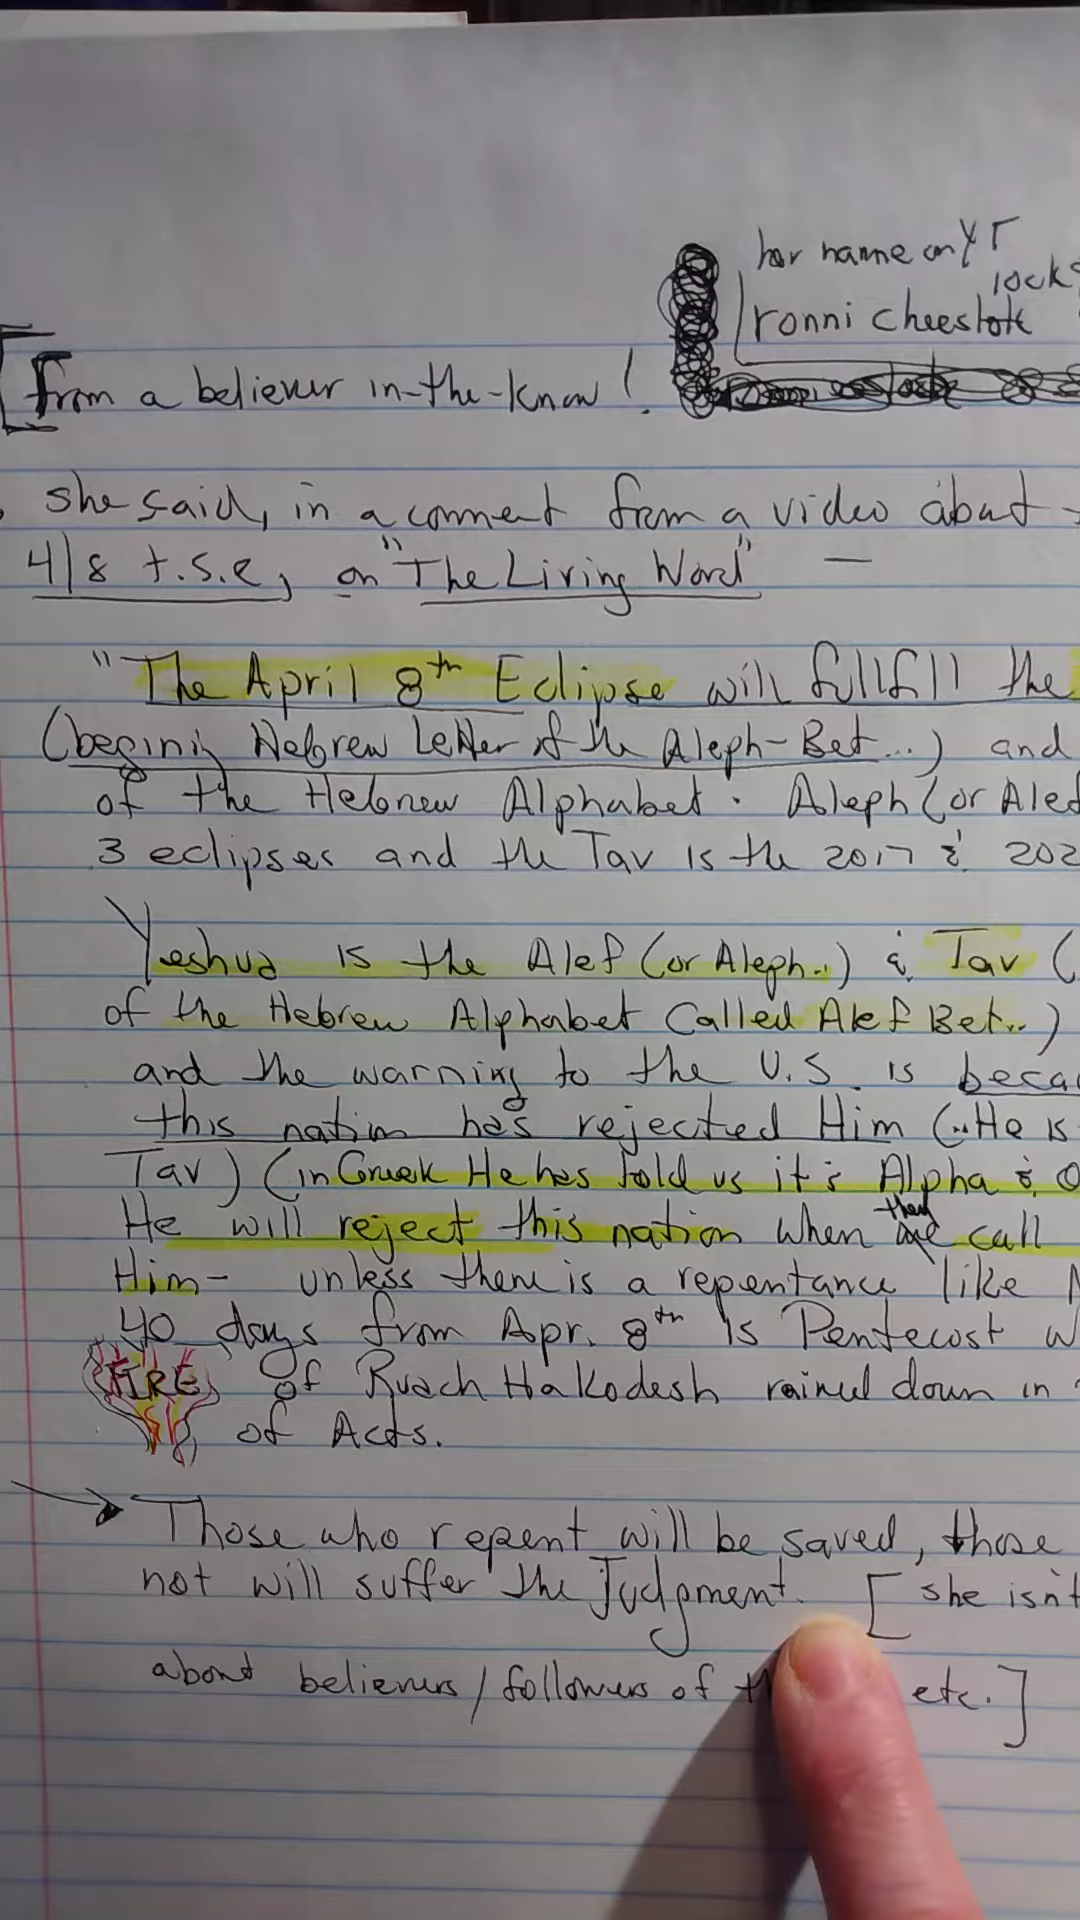 her name on YT
ronni cheeslok
[From a believer in-the-know!
she said, in a comment from a video about
4/8 t.s.e, on "The Living Word" —
"The April 8th Eclipse will fullfill the
(begining Hebrew Letter of the Aleph-Bet...) and
of the Hebrew Alphabet. Aleph (or Alef
3 eclipses and the Tav is the 2017 & 202
Yeshua is the Alef (or Aleph..) & Tav (
of the Hebrew Alphabet Called Alef Bet..)
and the warning to the U.S. is beca
this nation has rejected Him (..He is
Tav) (in Greek He has told us it is Alpha & O
He will reject this nation when they call
Him - unless there is a repentance like N
40 days from Apr. 8th is Pentecost w
FIRE of Ruach HaKodesh rained down in
of Acts.
→ Those who repent will be saved, those
not will suffer the Judgment. [she isn't
about believers/followers of etc.]